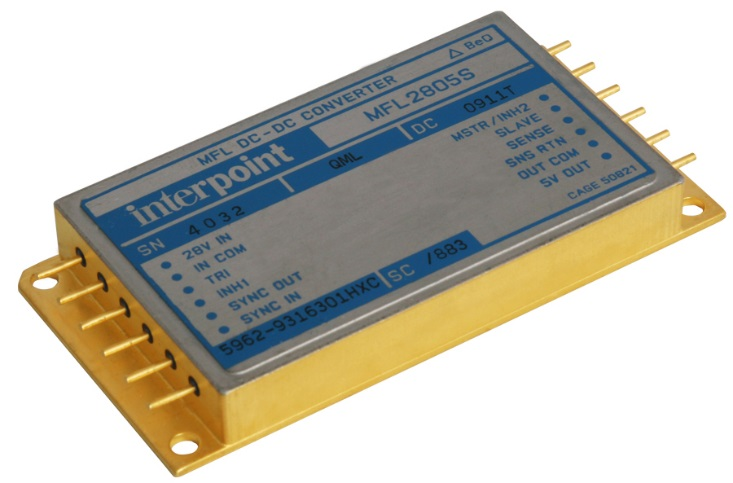 MFL DC-DC CONVERTER
△ BeO
interpoint
MFL2805S
SN 4032
QML
DC 0911T
28V IN
IN COM
TRI
INH1
SYNC OUT
SYNC IN
MSTR/INH2
SLAVE
SENSE
SNS RTN
OUT COM
5V OUT
5962-9316301HXC
SC /883
CAGE 50821